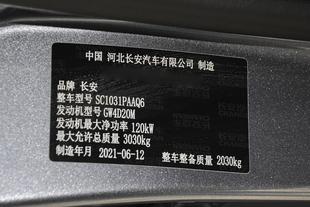 中国 河北长安汽车有限公司 制造
品牌 长安
整车型号 SC1031PAAQ6
发动机型号 GW4D20M
发动机最大净功率 120kW
最大允许总质量 3030kg
制造年月 2021-06-12 整车整备质量 2030kg